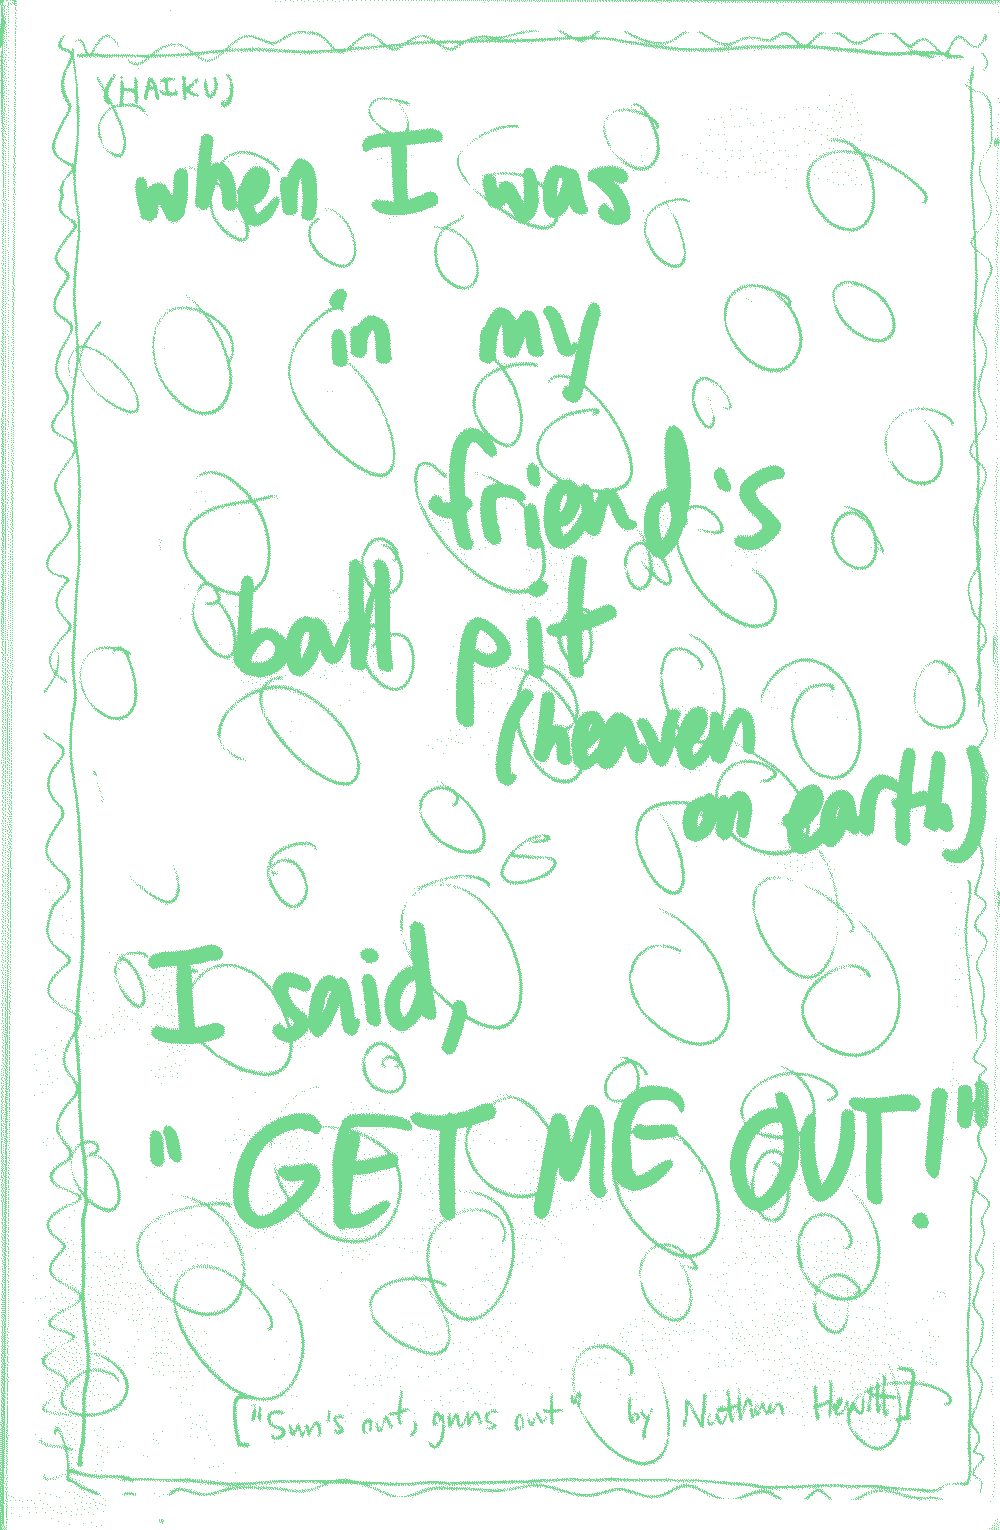 (HAIKU)
when I was
in my
friend's
ball pit
(heaven
on earth)
I said,
"GET ME OUT!"
["Sun's out, guns out" by Nathan Hewitt]